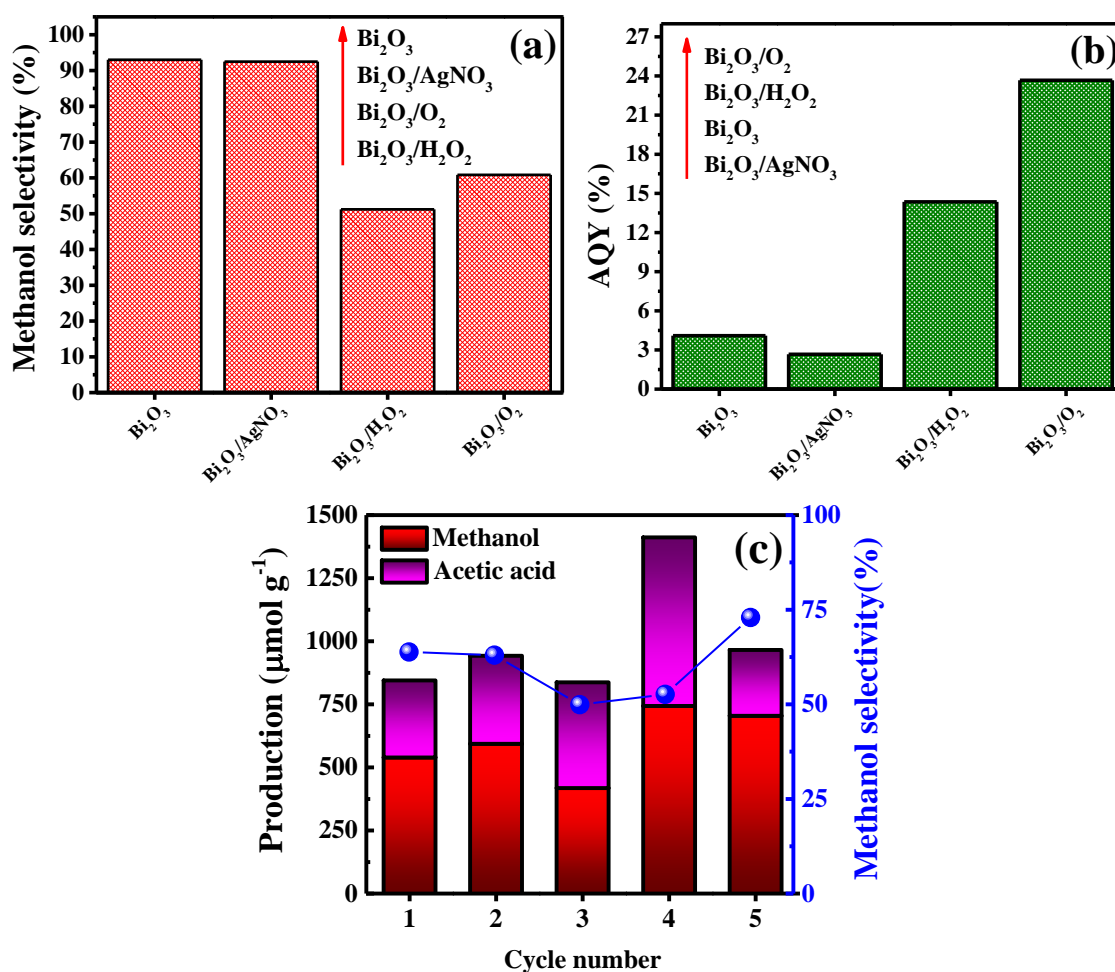 Methanol selectivity (%)
100
90
80
70
60
50
40
30
20
10
0
(a)
Bi₂O₃
Bi₂O₃/AgNO₃
Bi₂O₃/O₂
Bi₂O₃/H₂O₂
Bi₂O₃
Bi₂O₃/AgNO₃
Bi₂O₃/H₂O₂
Bi₂O₃/O₂
AQY (%)
27
24
21
18
15
12
9
6
3
0
(b)
Bi₂O₃/O₂
Bi₂O₃/H₂O₂
Bi₂O₃
Bi₂O₃/AgNO₃
Bi₂O₃
Bi₂O₃/AgNO₃
Bi₂O₃/H₂O₂
Bi₂O₃/O₂
Production (μmol g⁻¹)
1500
1250
1000
750
500
250
0
Methanol
Acetic acid
(c)
100
75
50
25
0
Methanol selectivity(%)
1 2 3 4 5
Cycle number